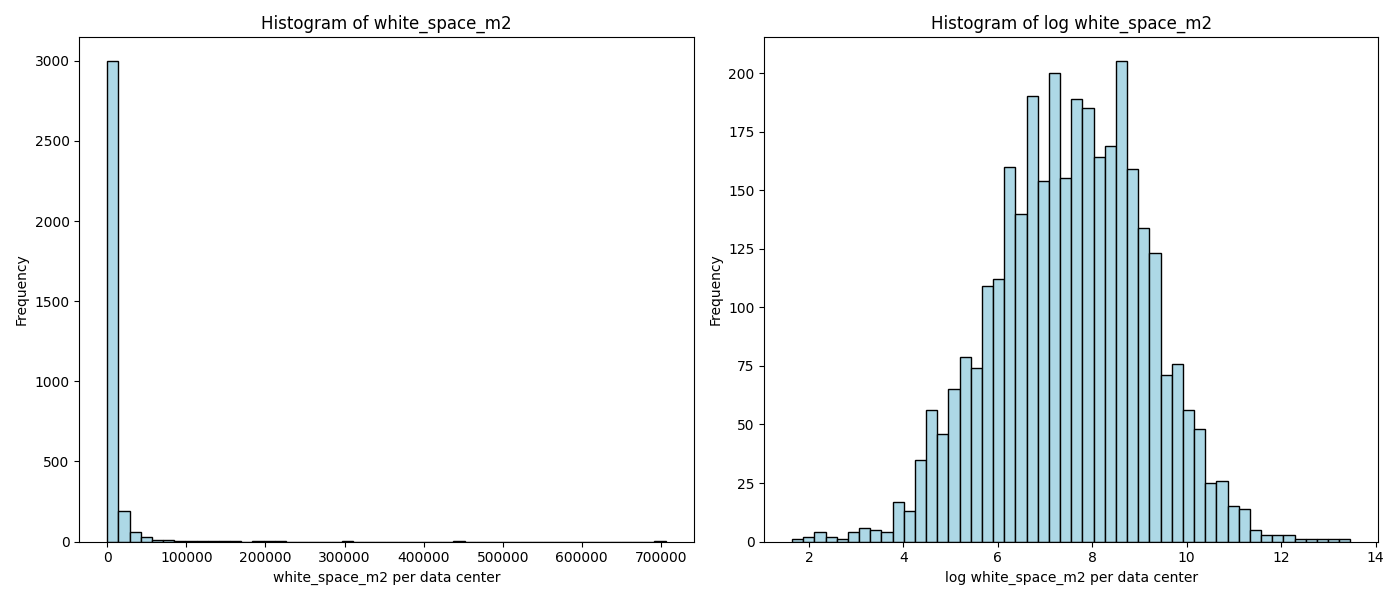 Histogram of white_space_m2
3000
2500
2000
1500
1000
500
0
Frequency
0 100000 200000 300000 400000 500000 600000 700000
white_space_m2 per data center
Histogram of log white_space_m2
200
175
150
125
100
75
50
25
0
Frequency
2 4 6 8 10 12 14
log white_space_m2 per data center